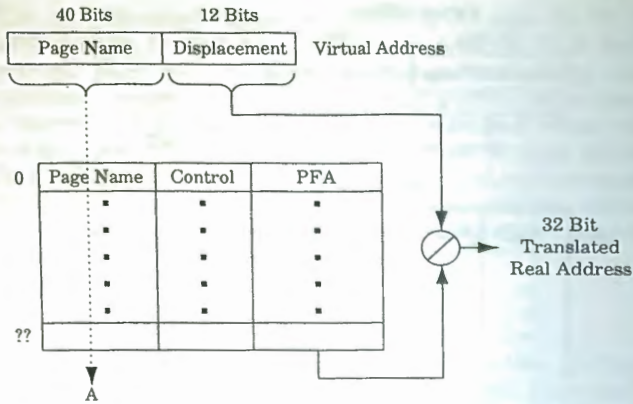 40 Bits 12 Bits
Page Name Displacement Virtual Address
0 Page Name Control PFA
32 Bit
Translated
Real Address
??
A